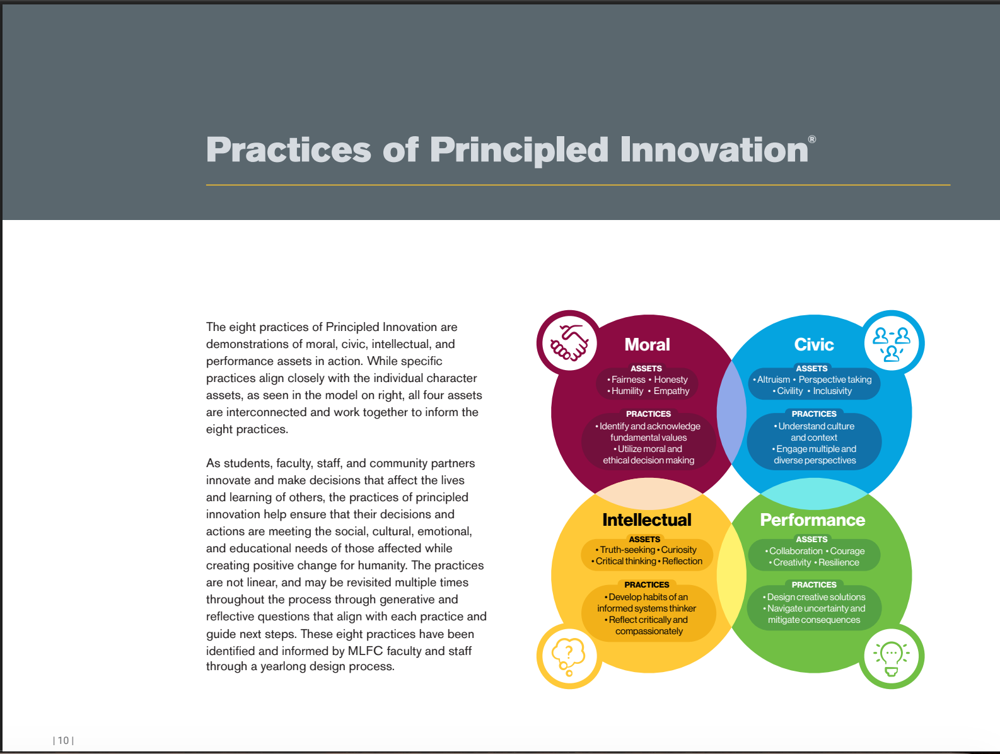 Practices of Principled Innovation®
The eight practices of Principled Innovation are
demonstrations of moral, civic, intellectual, and
performance assets in action. While specific
practices align closely with the individual character
assets, as seen in the model on right, all four assets
are interconnected and work together to inform the
eight practices.
As students, faculty, staff, and community partners
innovate and make decisions that affect the lives
and learning of others, the practices of principled
innovation help ensure that their decisions and
actions are meeting the social, cultural, emotional,
and educational needs of those affected while
creating positive change for humanity. The practices
are not linear, and may be revisited multiple times
throughout the process through generative and
reflective questions that align with each practice and
guide next steps. These eight practices have been
identified and informed by MLFC faculty and staff
through a yearlong design process.
Moral
ASSETS
• Fairness • Honesty
• Humility • Empathy
PRACTICES
• Identify and acknowledge
fundamental values
• Utilize moral and
ethical decision making
Civic
ASSETS
• Altruism • Perspective taking
• Civility • Inclusivity
PRACTICES
• Understand culture
and context
• Engage multiple and
diverse perspectives
Intellectual
ASSETS
• Truth-seeking • Curiosity
• Critical thinking • Reflection
PRACTICES
• Develop habits of an
informed systems thinker
• Reflect critically and
compassionately
?
Performance
ASSETS
• Collaboration • Courage
• Creativity • Resilience
PRACTICES
• Design creative solutions
• Navigate uncertainty and
mitigate consequences
| 10 |